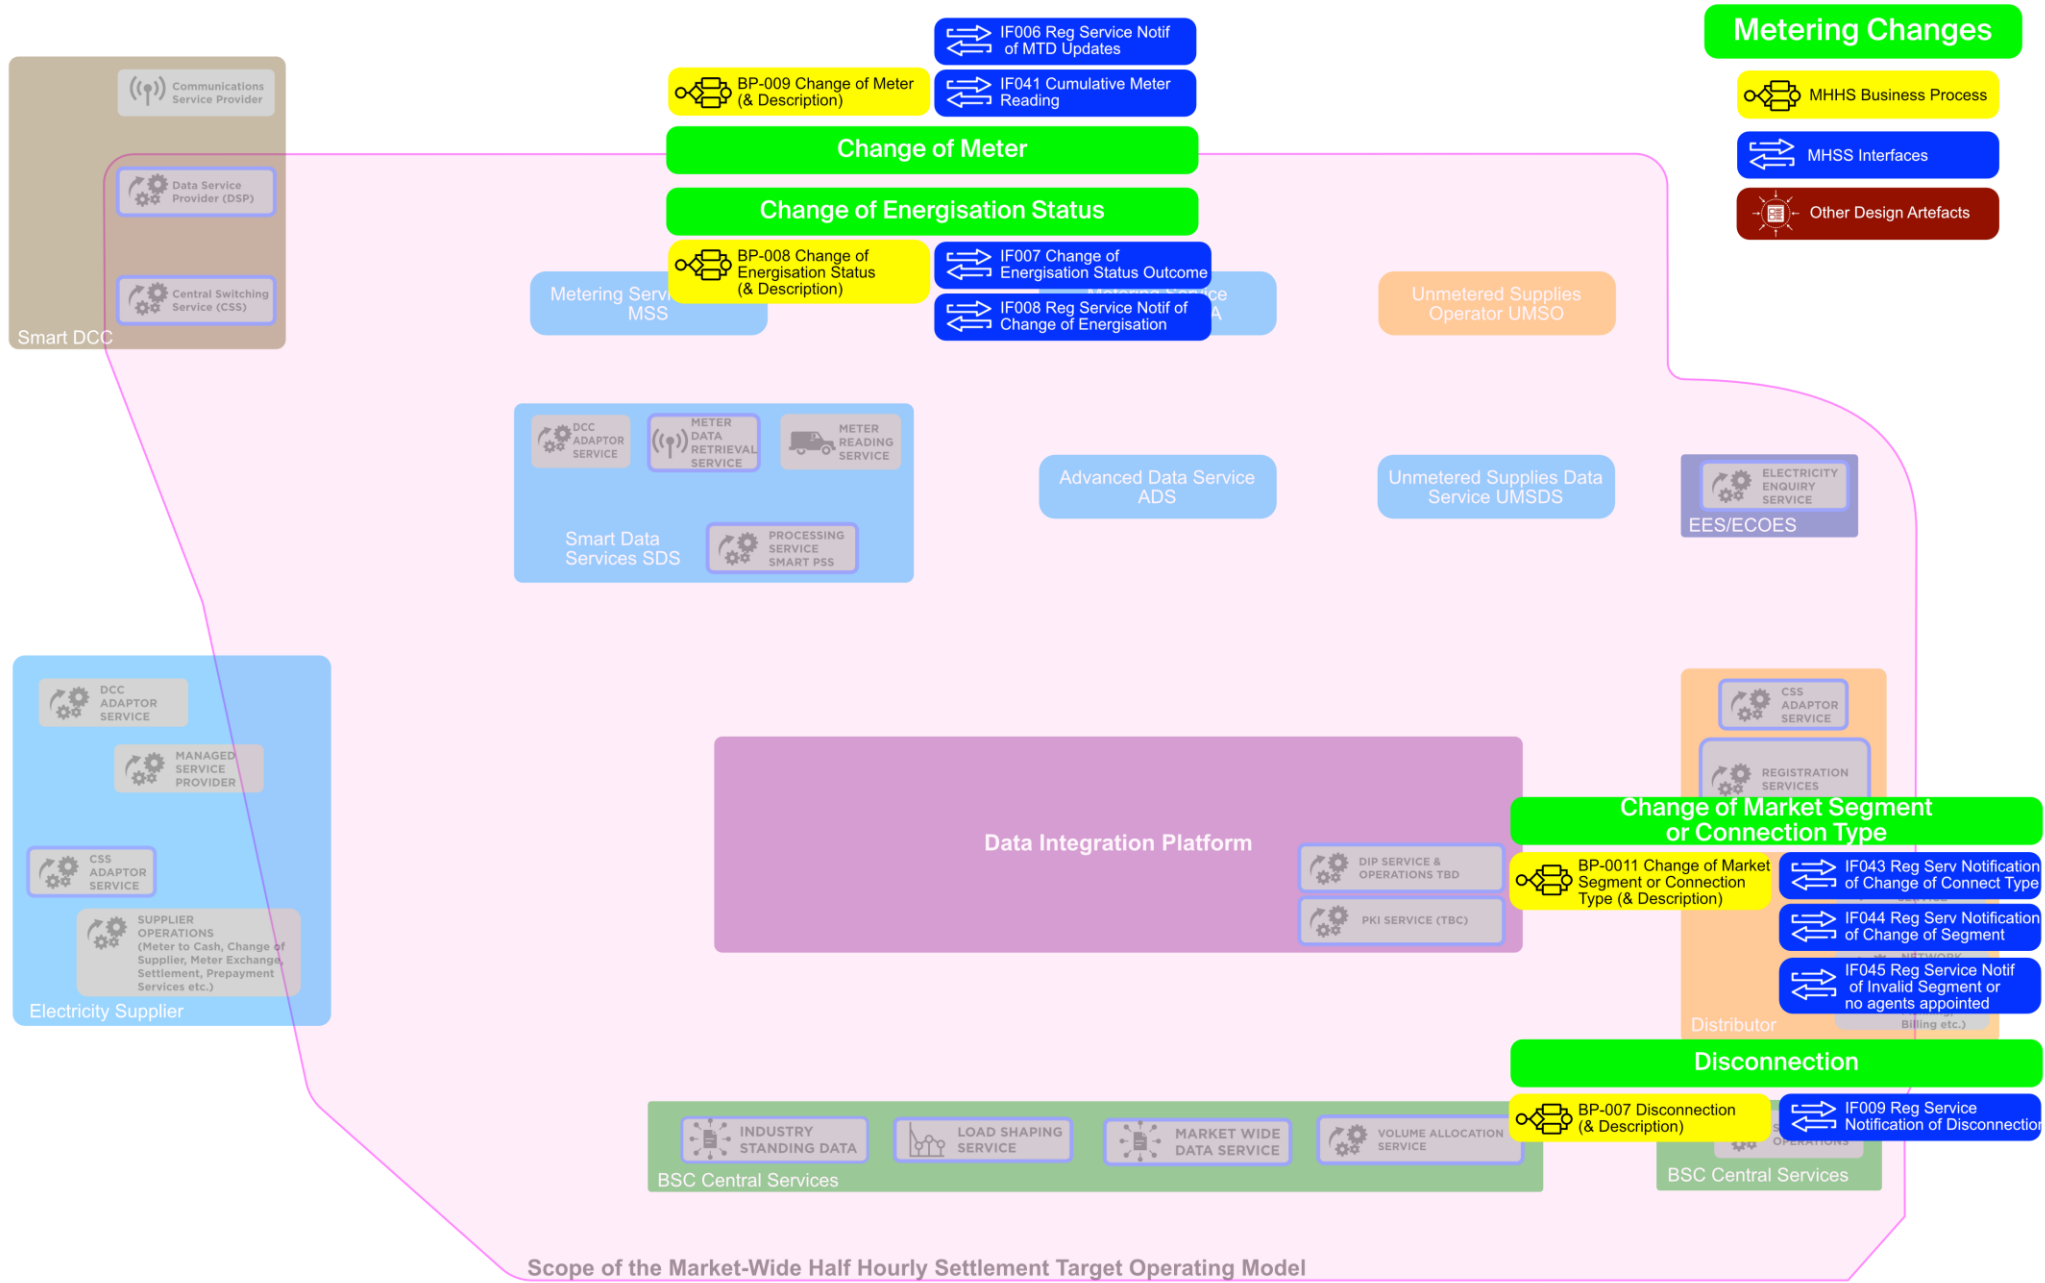 Metering Changes
MHHS Business Process
MHSS Interfaces
Other Design Artefacts
IF006 Reg Service Notif
of MTD Updates
BP-009 Change of Meter
(& Description)
IF041 Cumulative Meter
Reading
Change of Meter
Change of Energisation Status
BP-008 Change of
Energisation Status
(& Description)
IF007 Change of
Energisation Status Outcome
IF008 Reg Service Notif of
Change of Energisation
Communications
Service Provider
Data Service
Provider (DSP)
Central Switching
Service (CSS)
Smart DCC
Metering Servi
MSS
Metering Service
A
Unmetered Supplies
Operator UMSO
DCC
ADAPTOR
SERVICE
METER
DATA
RETRIEVAL
SERVICE
METER
READING
SERVICE
Smart Data
Services SDS
PROCESSING
SERVICE
SMART PSS
Advanced Data Service
ADS
Unmetered Supplies Data
Service UMSDS
ELECTRICITY
ENQUIRY
SERVICE
EES/ECOES
DCC
ADAPTOR
SERVICE
MANAGED
SERVICE
PROVIDER
CSS
ADAPTOR
SERVICE
SUPPLIER
OPERATIONS
(Meter to Cash, Change of
Supplier, Meter Exchange,
Settlement, Prepayment
Services etc.)
Electricity Supplier
Data Integration Platform
DIP SERVICE &
OPERATIONS TBD
PKI SERVICE (TBC)
CSS
ADAPTOR
SERVICE
REGISTRATION
SERVICES
Change of Market Segment
or Connection Type
BP-0011 Change of Market
Segment or Connection
Type (& Description)
IF043 Reg Serv Notification
of Change of Connect Type
IF044 Reg Serv Notification
of Change of Segment
NETWORK
IF045 Reg Service Notif
of Invalid Segment or
no agents appointed
Billing etc.)
Distributor
Disconnection
BP-007 Disconnection
(& Description)
IF009 Reg Service
Notification of Disconnection
OPERATIONS
BSC Central Services
INDUSTRY
STANDING DATA
LOAD SHAPING
SERVICE
MARKET WIDE
DATA SERVICE
VOLUME ALLOCATION
SERVICE
BSC Central Services
Scope of the Market-Wide Half Hourly Settlement Target Operating Model